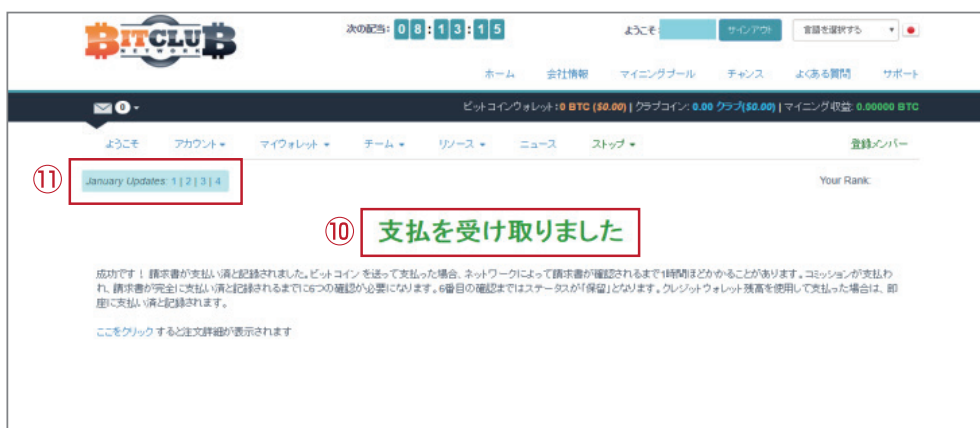 BITCLUB
NETWORK
次の配当: 08:13:15
ようこそ
サインアウト
言語を選択する
ホーム 会社情報 マイニングプール チャンス よくある質問 サポート
0
ビットコインウォレット:0 BTC ($0.00) | クラブコイン: 0.00 クラブ($0.00) | マイニング収益: 0.00000 BTC
ようこそ アカウント マイウォレット チーム リソース ニュース ストップ 登録メンバー
⑪ January Updates: 1 | 2 | 3 | 4
Your Rank:
⑩ 支払を受け取りました
成功です！ 請求書が支払い済と記録されました。ビットコイン を送って支払った場合、ネットワークによって請求書が確認されるまで1時間ほどかかることがあります。コミッションが支払わ
れ、請求書が完全に支払い済と記録されるまでに6つの確認が必要になります。6番目の確認まではステータスが「保留」となります。クレジットウォレット残高を使用して支払った場合は、即
座に支払い済と記録されます。
ここをクリック すると注文詳細が表示されます